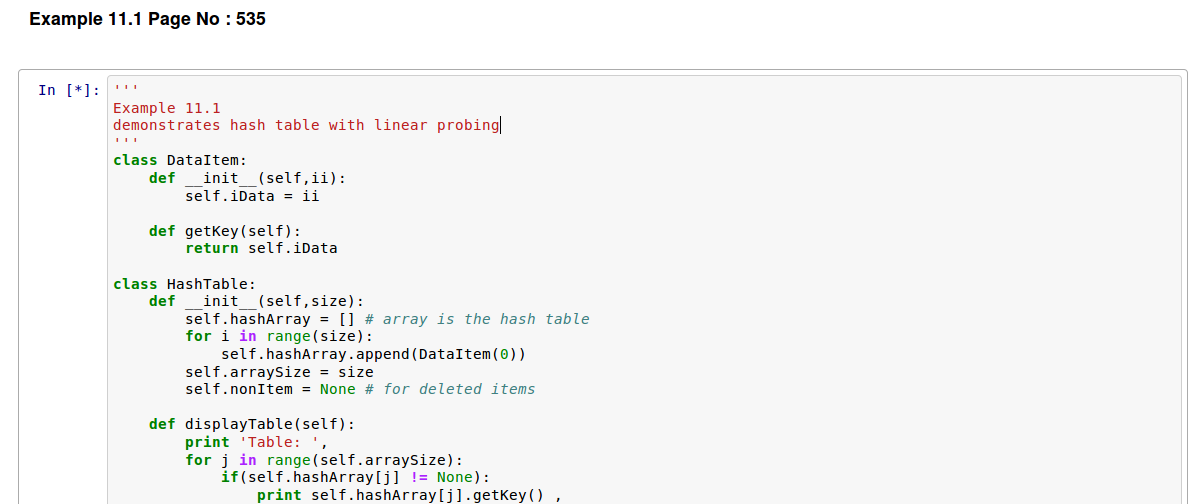 Example 11.1 Page No : 535
In [*]: '''
Example 11.1
demonstrates hash table with linear probing
'''
class DataItem:
    def __init__(self,ii):
        self.iData = ii
    def getKey(self):
        return self.iData
class HashTable:
    def __init__(self,size):
        self.hashArray = [] # array is the hash table
        for i in range(size):
            self.hashArray.append(DataItem(0))
        self.arraySize = size
        self.nonItem = None # for deleted items
    def displayTable(self):
        print 'Table: ',
        for j in range(self.arraySize):
            if(self.hashArray[j] != None):
                print self.hashArray[j].getKey() ,